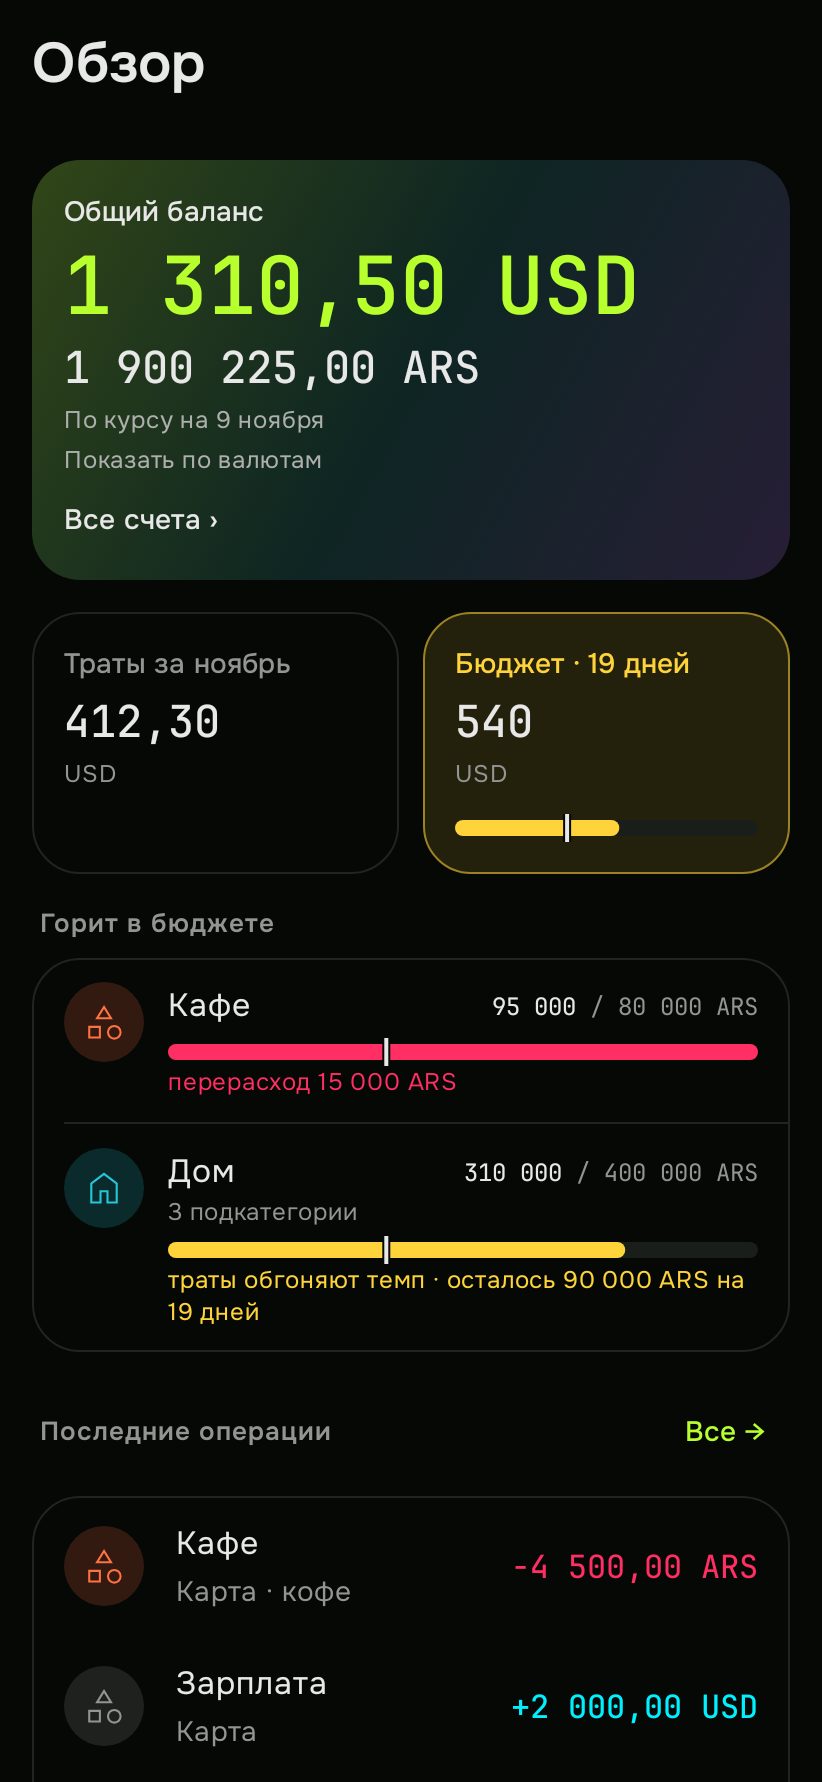 Обзор
Общий баланс
1 310,50 USD
1 900 225,00 ARS
По курсу на 9 ноября
Показать по валютам
Все счета ›
Траты за ноябрь
412,30
USD
Бюджет · 19 дней
540
USD
Горит в бюджете
Кафе
95 000 / 80 000 ARS
перерасход 15 000 ARS
Дом
310 000 / 400 000 ARS
3 подкатегории
траты обгоняют темп · осталось 90 000 ARS на
19 дней
Последние операции
Все →
Кафе
Карта · кофе
-4 500,00 ARS
Зарплата
Карта
+2 000,00 USD